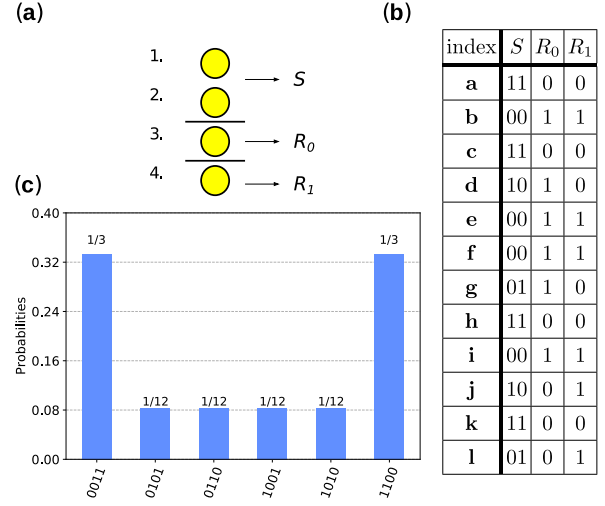 (a)
1.
2.
S
3.
R0
4.
R1
(b)
index S R0 R1
a 11 0 0
b 00 1 1
c 11 0 0
d 10 1 0
e 00 1 1
f 00 1 1
g 01 1 0
h 11 0 0
i 00 1 1
j 10 0 1
k 11 0 0
l 01 0 1
(c)
Probabilities
0.40
0.32
0.24
0.16
0.08
0.00
1/3 1/12 1/12 1/12 1/12 1/3
0011 0101 0110 1001 1010 1100